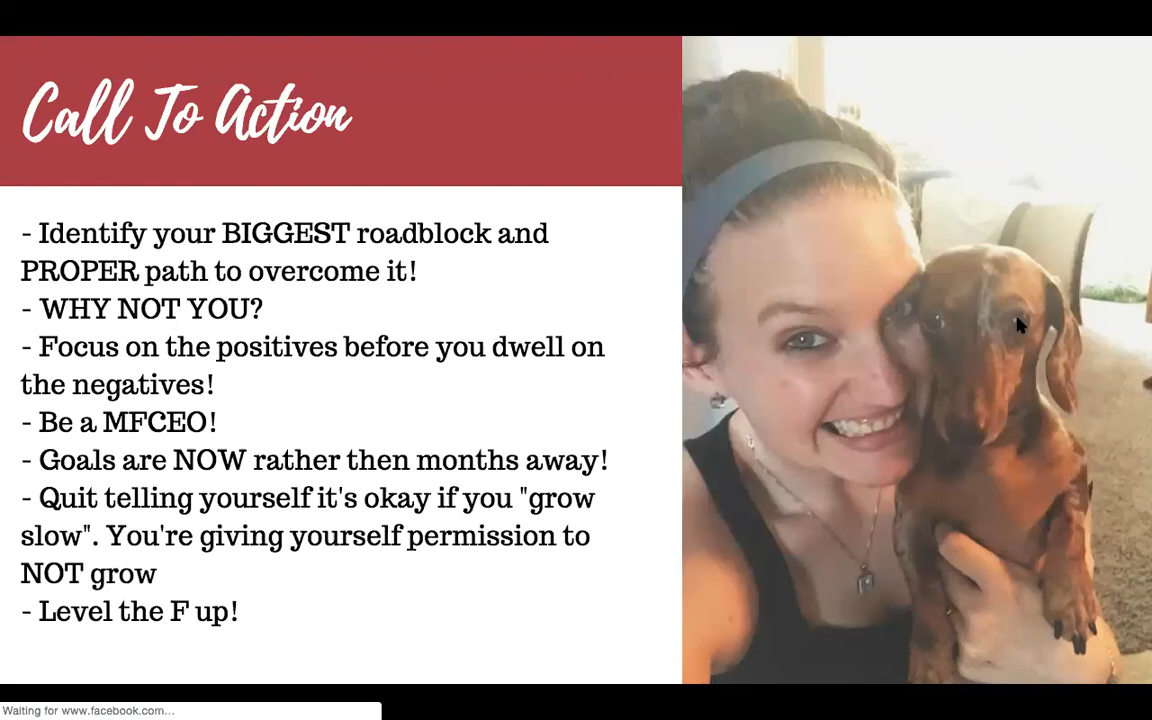 Call To Action
- Identify your BIGGEST roadblock and
PROPER path to overcome it!
- WHY NOT YOU?
- Focus on the positives before you dwell on
the negatives!
- Be a MFCEO!
- Goals are NOW rather then months away!
- Quit telling yourself it's okay if you "grow
slow". You're giving yourself permission to
NOT grow
- Level the F up!
Waiting for www.facebook.com...